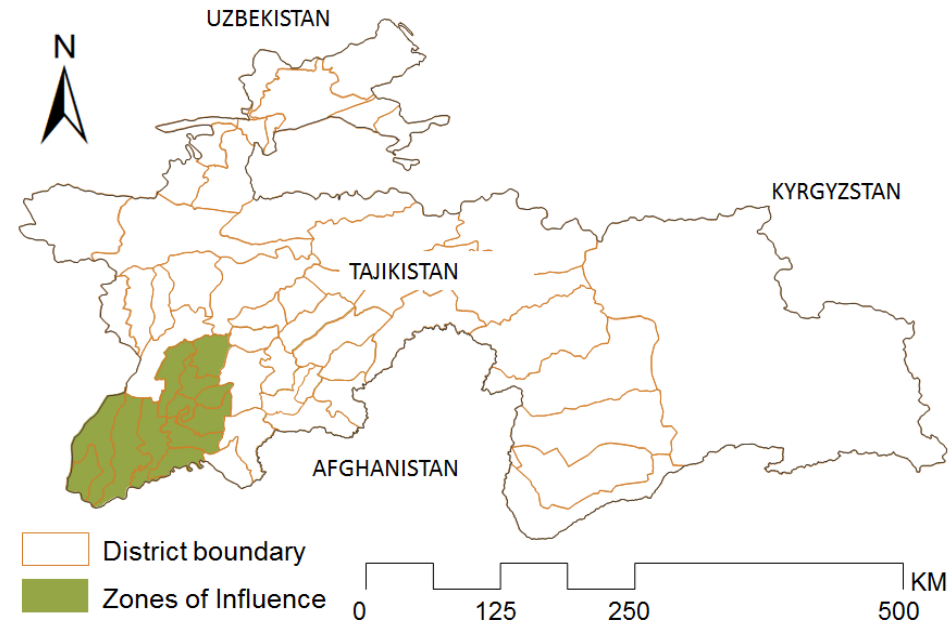 UZBEKISTAN
N
KYRGYZSTAN
TAJIKISTAN
AFGHANISTAN
District boundary
Zones of Influence
KM
0 125 250 500